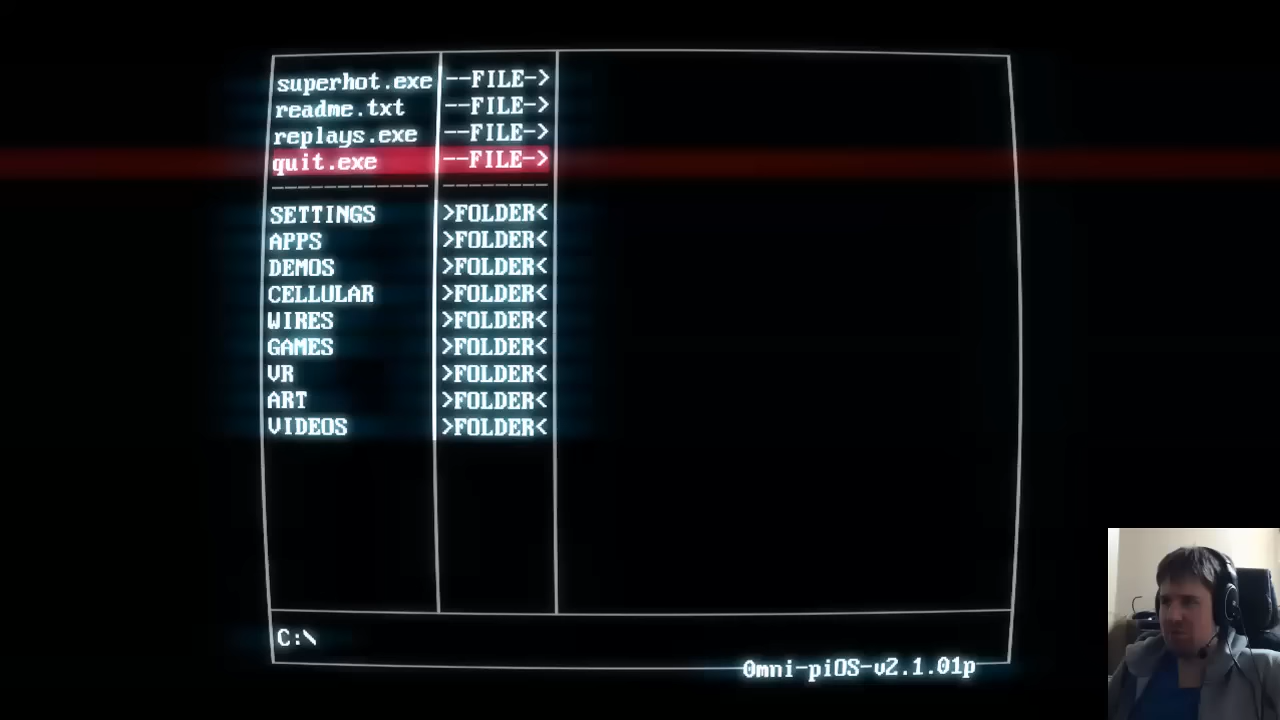 superhot.exe --FILE->
readme.txt --FILE->
replays.exe --FILE->
quit.exe --FILE->
------------- --------
SETTINGS >FOLDER<
APPS >FOLDER<
DEMOS >FOLDER<
CELLULAR >FOLDER<
WIRES >FOLDER<
GAMES >FOLDER<
VR >FOLDER<
ART >FOLDER<
VIDEOS >FOLDER<
C:\
0mni-piOS-v2.1.01p